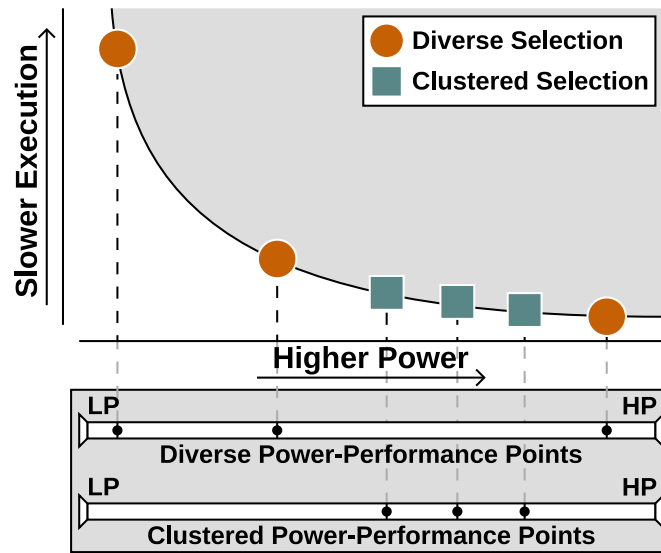 Slower Execution
Diverse Selection
Clustered Selection
Higher Power
LP HP
Diverse Power-Performance Points
LP HP
Clustered Power-Performance Points